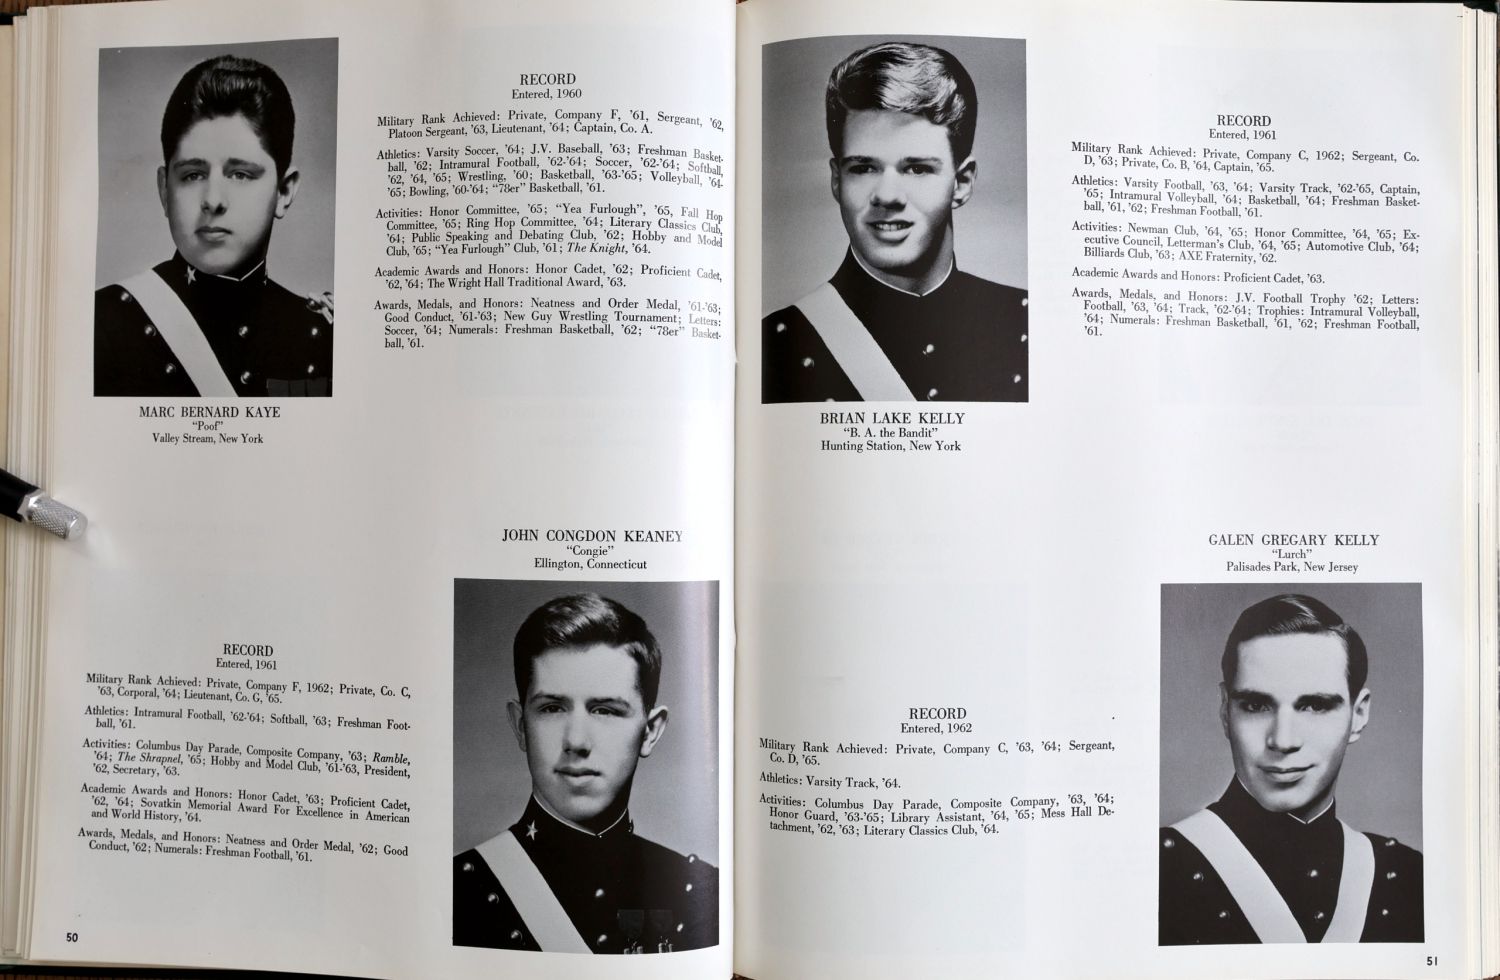 RECORD
Entered, 1960
Military Rank Achieved: Private, Company F, '61, Sergeant, '62,
Platoon Sergeant, '63, Lieutenant, '64; Captain, Co. A.
Athletics: Varsity Soccer, '64; J.V. Baseball, '63; Freshman Basket-
ball, '62; Intramural Football, '62-'64; Soccer, '62-'64; Softball,
'62, '64, '65; Wrestling, '60; Basketball, '63-'65; Volleyball, '64-
'65; Bowling, '60-'64; "78er" Basketball, '61.
Activities: Honor Committee, '65; "Yea Furlough", '65, Fall Hop
Committee, '65; Ring Hop Committee, '64; Literary Classics Club,
'64; Public Speaking and Debating Club, '62; Hobby and Model
Club, '65; "Yea Furlough" Club, '61; The Knight, '64.
Academic Awards and Honors: Honor Cadet, '62; Proficient Cadet,
'62, '64; The Wright Hall Traditional Award, '63.
Awards, Medals, and Honors: Neatness and Order Medal, '61-'63;
Good Conduct, '61-'63; New Guy Wrestling Tournament; Letters:
Soccer, '64; Numerals: Freshman Basketball, '62; "78er" Basket-
ball, '61.
MARC BERNARD KAYE
"Poof"
Valley Stream, New York
JOHN CONGDON KEANEY
"Congie"
Ellington, Connecticut
RECORD
Entered, 1961
Military Rank Achieved: Private, Company F, 1962; Private, Co. C,
'63, Corporal, '64; Lieutenant, Co. G, '65.
Athletics: Intramural Football, '62-'64; Softball, '63; Freshman Foot-
ball, '61.
Activities: Columbus Day Parade, Composite Company, '63; Ramble,
'64; The Shrapnel, '65; Hobby and Model Club, '61-'63, President,
'62, Secretary, '63.
Academic Awards and Honors: Honor Cadet, '63; Proficient Cadet,
'62, '64; Sovatkin Memorial Award For Excellence in American
and World History, '64.
Awards, Medals, and Honors: Neatness and Order Medal, '62; Good
Conduct, '62; Numerals: Freshman Football, '61.
50
BRIAN LAKE KELLY
"B. A. the Bandit"
Hunting Station, New York
RECORD
Entered, 1961
Military Rank Achieved: Private, Company C, 1962; Sergeant, Co.
D, '63; Private, Co. B, '64, Captain, '65.
Athletics: Varsity Football, '63, '64; Varsity Track, '62-'65, Captain,
'65; Intramural Volleyball, '64; Basketball, '64; Freshman Basket-
ball, '61, '62; Freshman Football, '61.
Activities: Newman Club, '64, '65; Honor Committee, '64, '65; Ex-
ecutive Council, Letterman's Club, '64, '65; Automotive Club, '64;
Billiards Club, '63; AXE Fraternity, '62.
Academic Awards and Honors: Proficient Cadet, '63.
Awards, Medals, and Honors: J.V. Football Trophy '62; Letters:
Football, '63, '64; Track, '62-'64; Trophies: Intramural Volleyball,
'64; Numerals: Freshman Basketball, '61, '62; Freshman Football,
'61.
GALEN GREGARY KELLY
"Lurch"
Palisades Park, New Jersey
RECORD
Entered, 1962
Military Rank Achieved: Private, Company C, '63, '64; Sergeant,
Co. D, '65.
Athletics: Varsity Track, '64.
Activities: Columbus Day Parade, Composite Company, '63, '64;
Honor Guard, '63-'65; Library Assistant, '64, '65; Mess Hall De-
tachment, '62, '63; Literary Classics Club, '64.
51